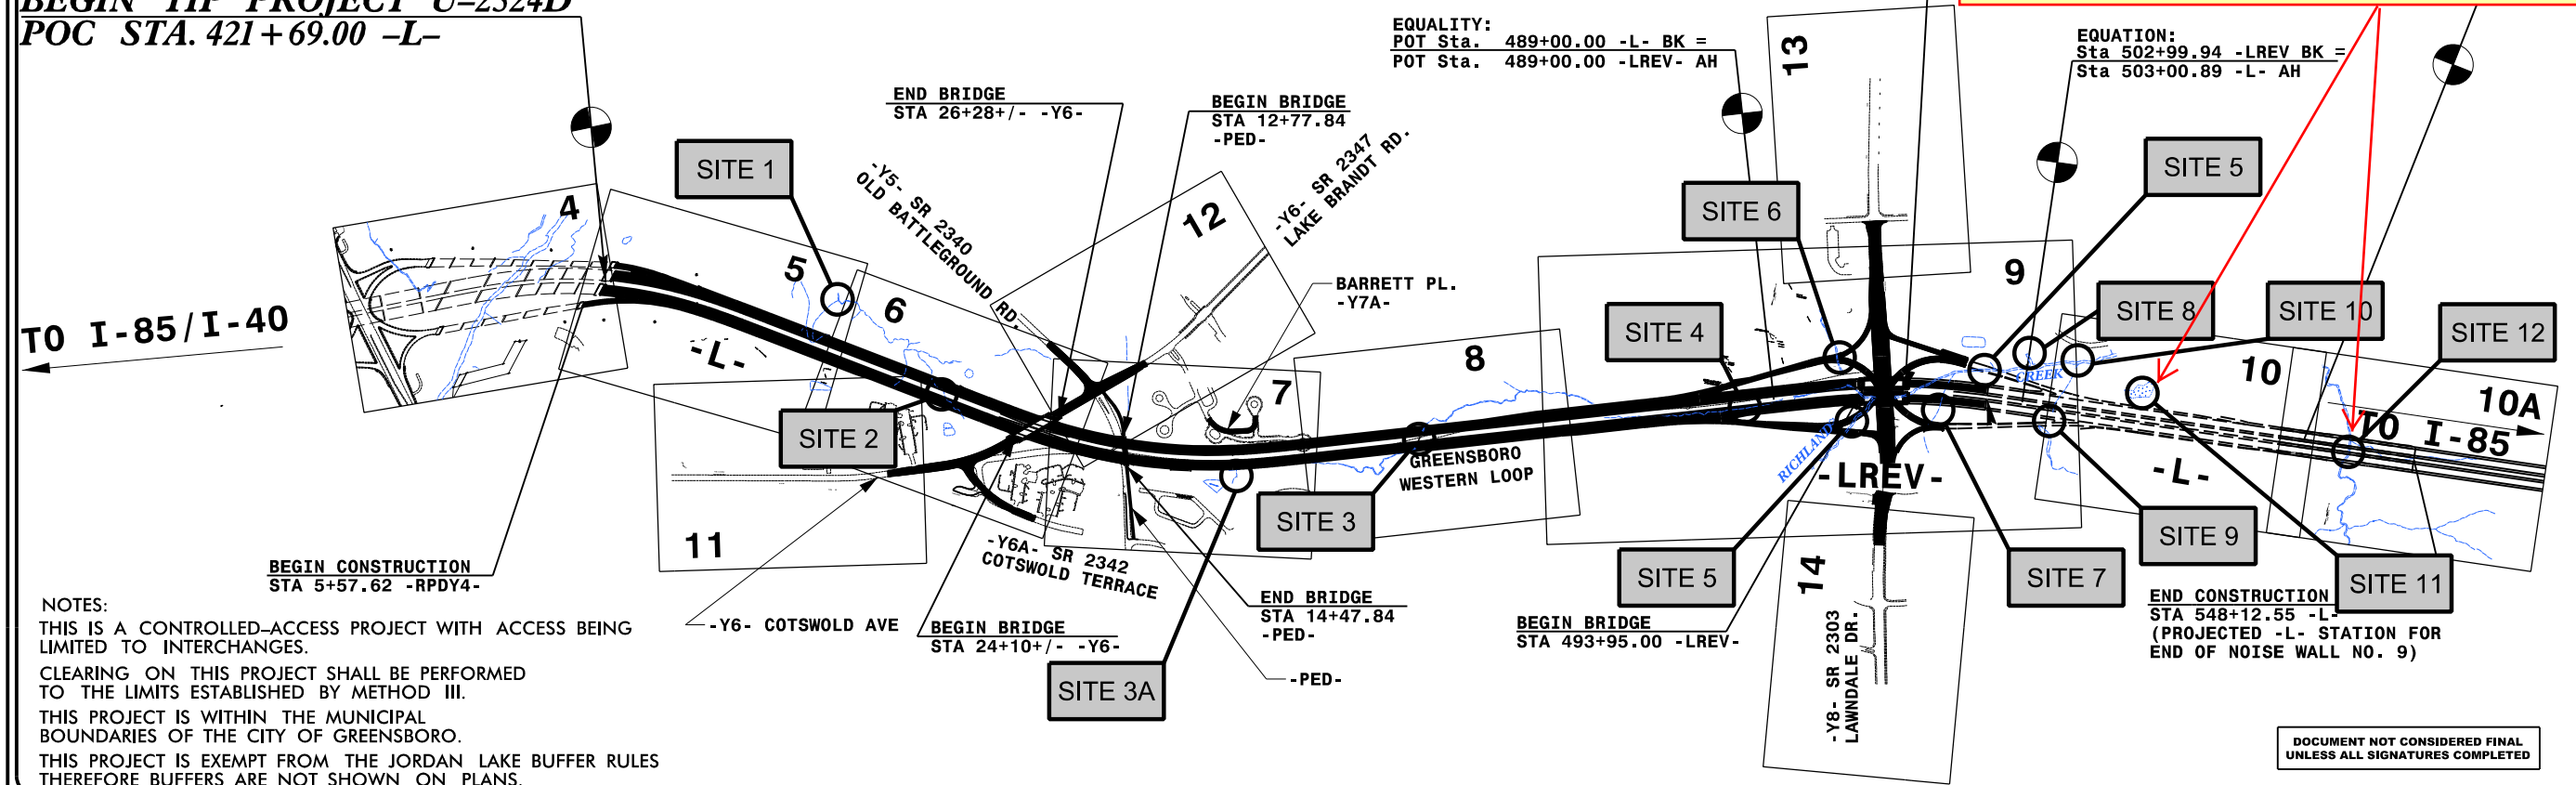 BEGIN TIP PROJECT U-2524D
POC STA. 421+69.00 -L-
TO I-85/I-40
4
SITE 1
5
6
-L-
SITE 2
11
BEGIN CONSTRUCTION
STA 5+57.62 -RPDY4-
END BRIDGE
STA 26+28+/- -Y6-
BEGIN BRIDGE
STA 12+77.84
-PED-
-Y5- SR 2340
OLD BATTLEGROUND RD.
12
-Y6- SR 2347
LAKE BRANDT RD.
BARRETT PL.
-Y7A-
7
-Y6A- SR 2342
COTSWOLD TERRACE
-Y6- COTSWOLD AVE
BEGIN BRIDGE
STA 24+10+/- -Y6-
END BRIDGE
STA 14+47.84
-PED-
-PED-
SITE 3A
SITE 3
8
GREENSBORO
WESTERN LOOP
EQUALITY:
POT Sta. 489+00.00 -L- BK =
POT Sta. 489+00.00 -LREV- AH
13
EQUATION:
Sta 502+99.94 -LREV BK =
Sta 503+00.89 -L- AH
SITE 6
SITE 5
SITE 4
9
SITE 8
SITE 10
SITE 12
CREEK
RICHLAND
10
10A
TO I-85
-LREV-
-L-
SITE 5
SITE 7
SITE 9
SITE 11
14
BEGIN BRIDGE
STA 493+95.00 -LREV-
-Y8- SR 2303
LAWNDALE DR.
END CONSTRUCTION
STA 548+12.55 -L-
(PROJECTED -L- STATION FOR
END OF NOISE WALL NO. 9)
NOTES:
THIS IS A CONTROLLED-ACCESS PROJECT WITH ACCESS BEING
LIMITED TO INTERCHANGES.
CLEARING ON THIS PROJECT SHALL BE PERFORMED
TO THE LIMITS ESTABLISHED BY METHOD III.
THIS PROJECT IS WITHIN THE MUNICIPAL
BOUNDARIES OF THE CITY OF GREENSBORO.
THIS PROJECT IS EXEMPT FROM THE JORDAN LAKE BUFFER RULES
THEREFORE BUFFERS ARE NOT SHOWN ON PLANS.
DOCUMENT NOT CONSIDERED FINAL
UNLESS ALL SIGNATURES COMPLETED